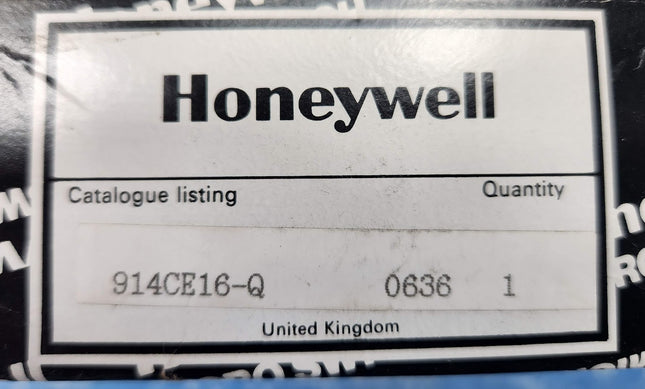 Honeywell
Catalogue listing Quantity
914CE16-Q 0636 1
United Kingdom